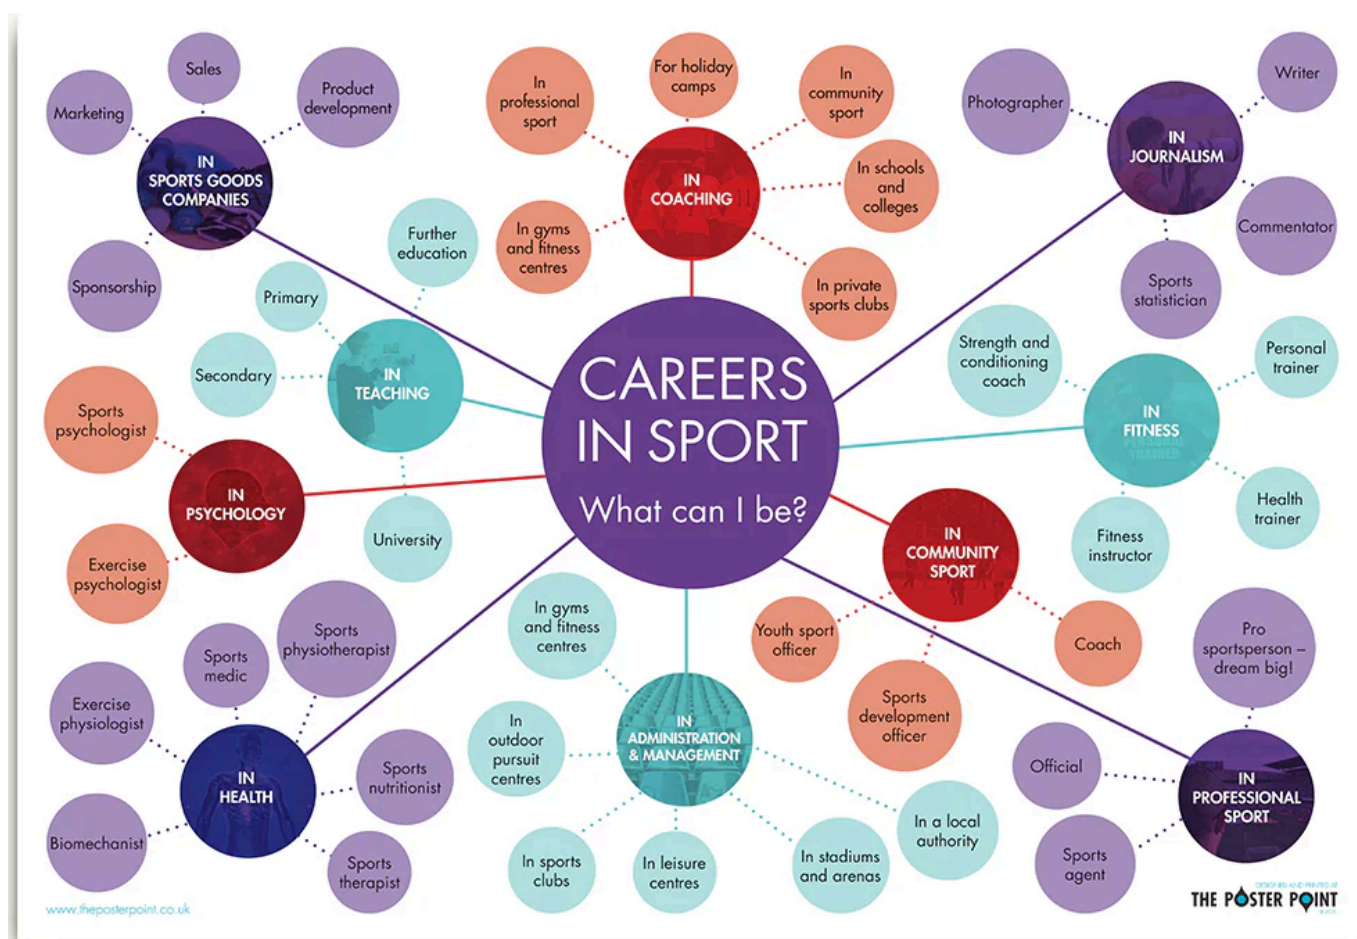 CAREERS
IN SPORT
What can I be?
IN
SPORTS GOODS
COMPANIES
Marketing
Sales
Product
development
Sponsorship
IN
COACHING
In
professional
sport
For holiday
camps
In
community
sport
In schools
and
colleges
In private
sports clubs
In gyms
and fitness
centres
IN
JOURNALISM
Photographer
Writer
Commentator
Sports
statistician
IN
TEACHING
Further
education
Primary
Secondary
University
IN
FITNESS
PERSONAL
TRAINER
Strength and
conditioning
coach
Personal
trainer
Health
trainer
Fitness
instructor
IN
PSYCHOLOGY
Sports
psychologist
Exercise
psychologist
IN
COMMUNITY
SPORT
Youth sport
officer
Sports
development
officer
Coach
IN
HEALTH
Sports
medic
Sports
physiotherapist
Exercise
physiologist
Sports
nutritionist
Biomechanist
Sports
therapist
IN
ADMINISTRATION
& MANAGEMENT
In gyms
and fitness
centres
In
outdoor
pursuit
centres
In sports
clubs
In leisure
centres
In stadiums
and arenas
In a local
authority
IN
PROFESSIONAL
SPORT
Pro
sportsperson –
dream big!
Official
Sports
agent
www.theposterpoint.co.uk
DESIGNED AND PRINTED AT
THE POSTER POINT